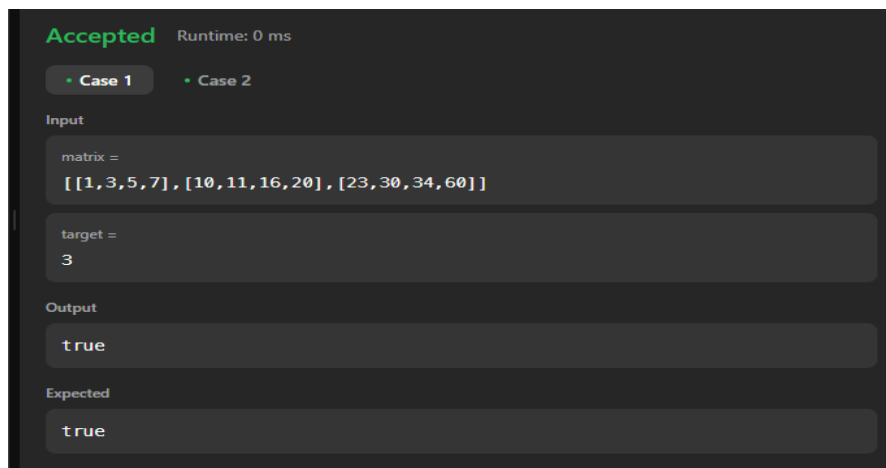 Accepted Runtime: 0 ms
• Case 1 • Case 2
Input
matrix =
[[1,3,5,7],[10,11,16,20],[23,30,34,60]]
target =
3
Output
true
Expected
true